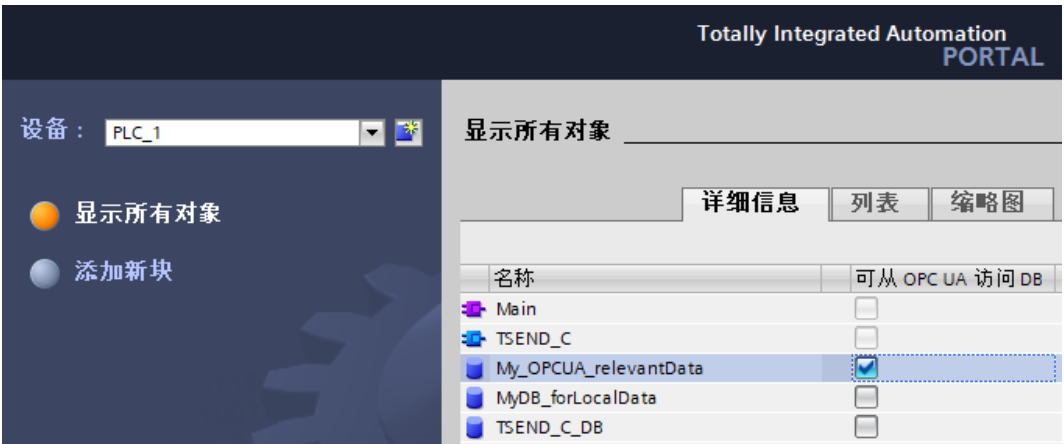 Totally Integrated Automation
PORTAL
设备： PLC_1
显示所有对象
添加新块
显示所有对象
详细信息 列表 缩略图
名称 可从 OPC UA 访问 DB
Main
TSEND_C
My_OPCUA_relevantData
MyDB_forLocalData
TSEND_C_DB